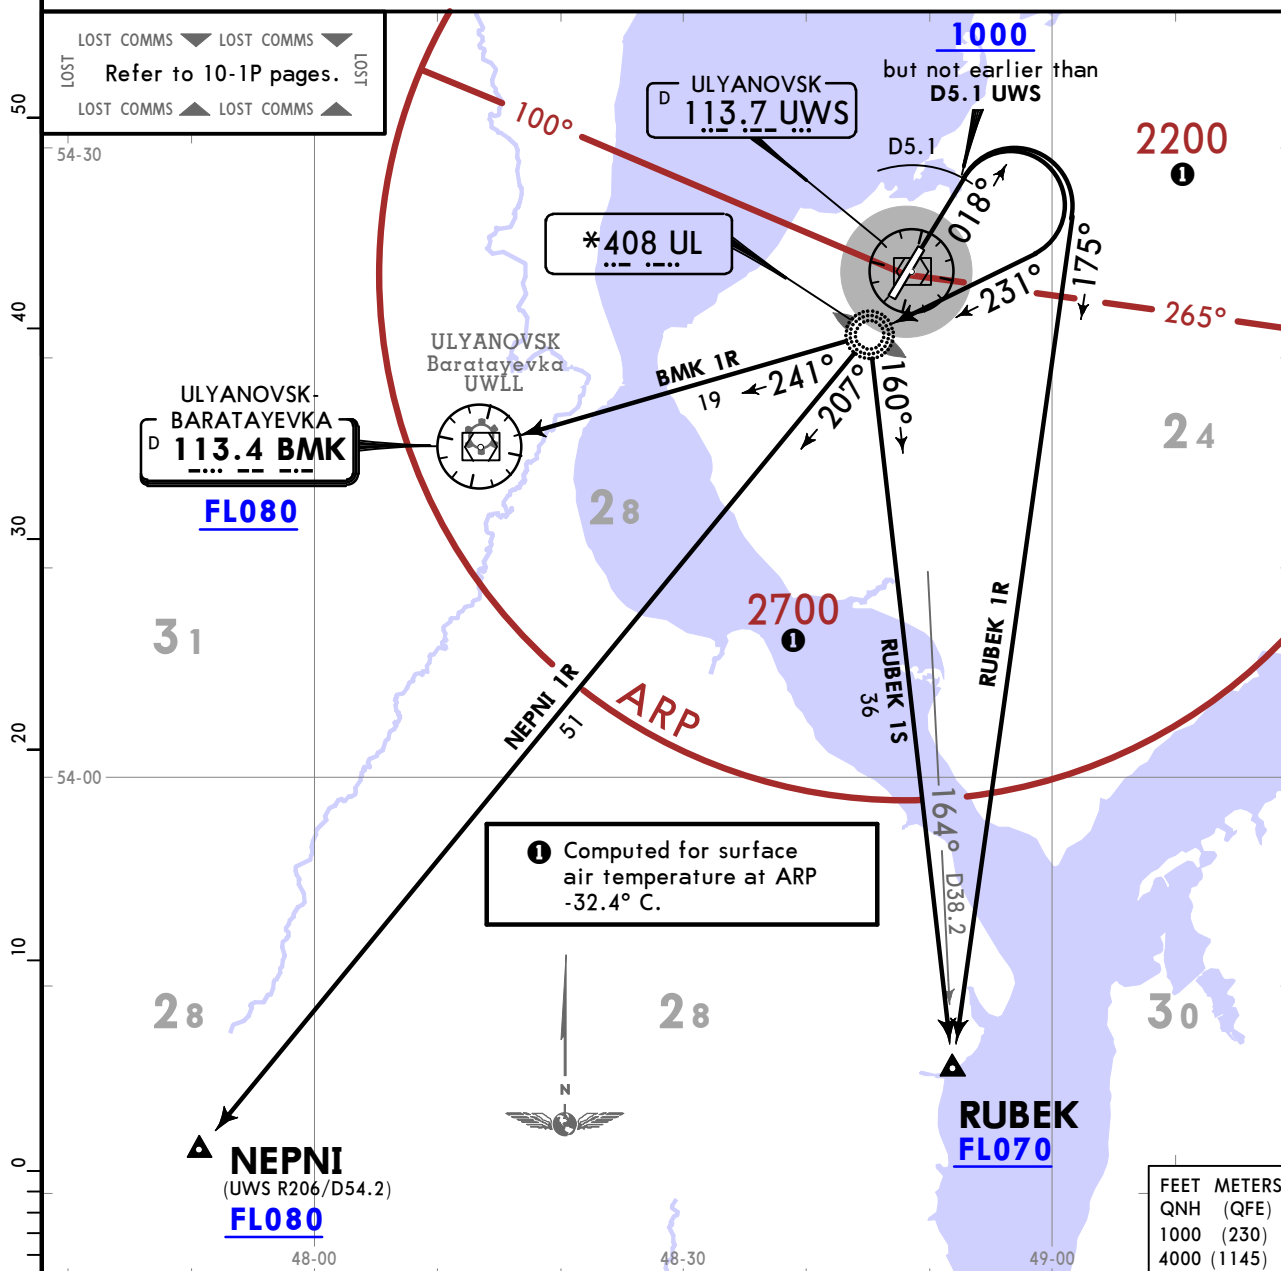 LOST COMMS LOST COMMS
LOST
Refer to 10-1P pages.
LOST
LOST COMMS LOST COMMS
1000
but not earlier than
D5.1 UWS
ULYANOVSK
D 113.7 UWS
D5.1
2200
1
100°
54-30
50
018°
*408 UL
175°
231°
265°
40
ULYANOVSK
Baratayevka
UWLL
BMK 1R
19
241°
207°
160°
ULYANOVSK-
BARATAYEVKA
D 113.4 BMK
FL080
24
28
30
31
2700
1
RUBEK 1R
RUBEK 1S
36
NEPNI 1R
51
ARP
20
54-00
164°
D38.2
1 Computed for surface
air temperature at ARP
-32.4° C.
10
28
28
30
N
RUBEK
FL070
NEPNI
(UWS R206/D54.2)
FL080
0
FEET METERS
QNH (QFE)
1000 (230)
4000 (1145)
48-00
48-30
49-00